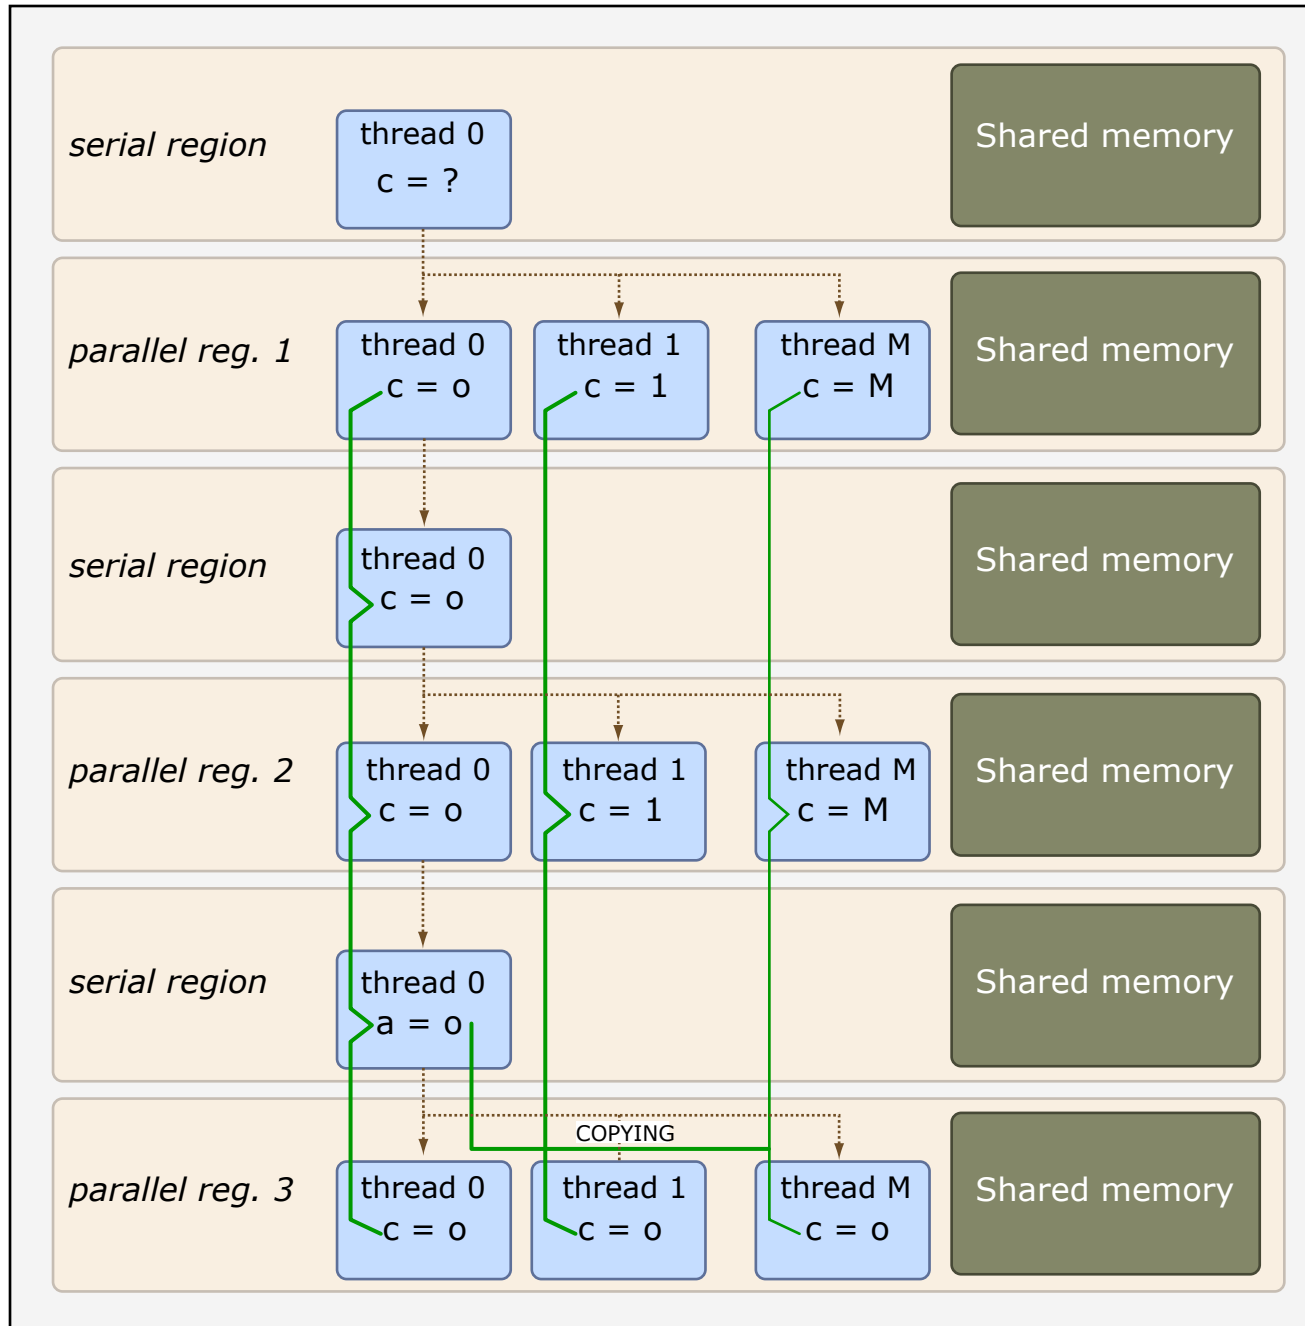 serial region
thread 0
c = ?
Shared memory
parallel reg. 1
thread 0
c = o
thread 1
c = 1
thread M
c = M
Shared memory
serial region
thread 0
c = o
Shared memory
parallel reg. 2
thread 0
c = o
thread 1
c = 1
thread M
c = M
Shared memory
serial region
thread 0
a = o
Shared memory
COPYING
parallel reg. 3
thread 0
c = o
thread 1
c = o
thread M
c = o
Shared memory